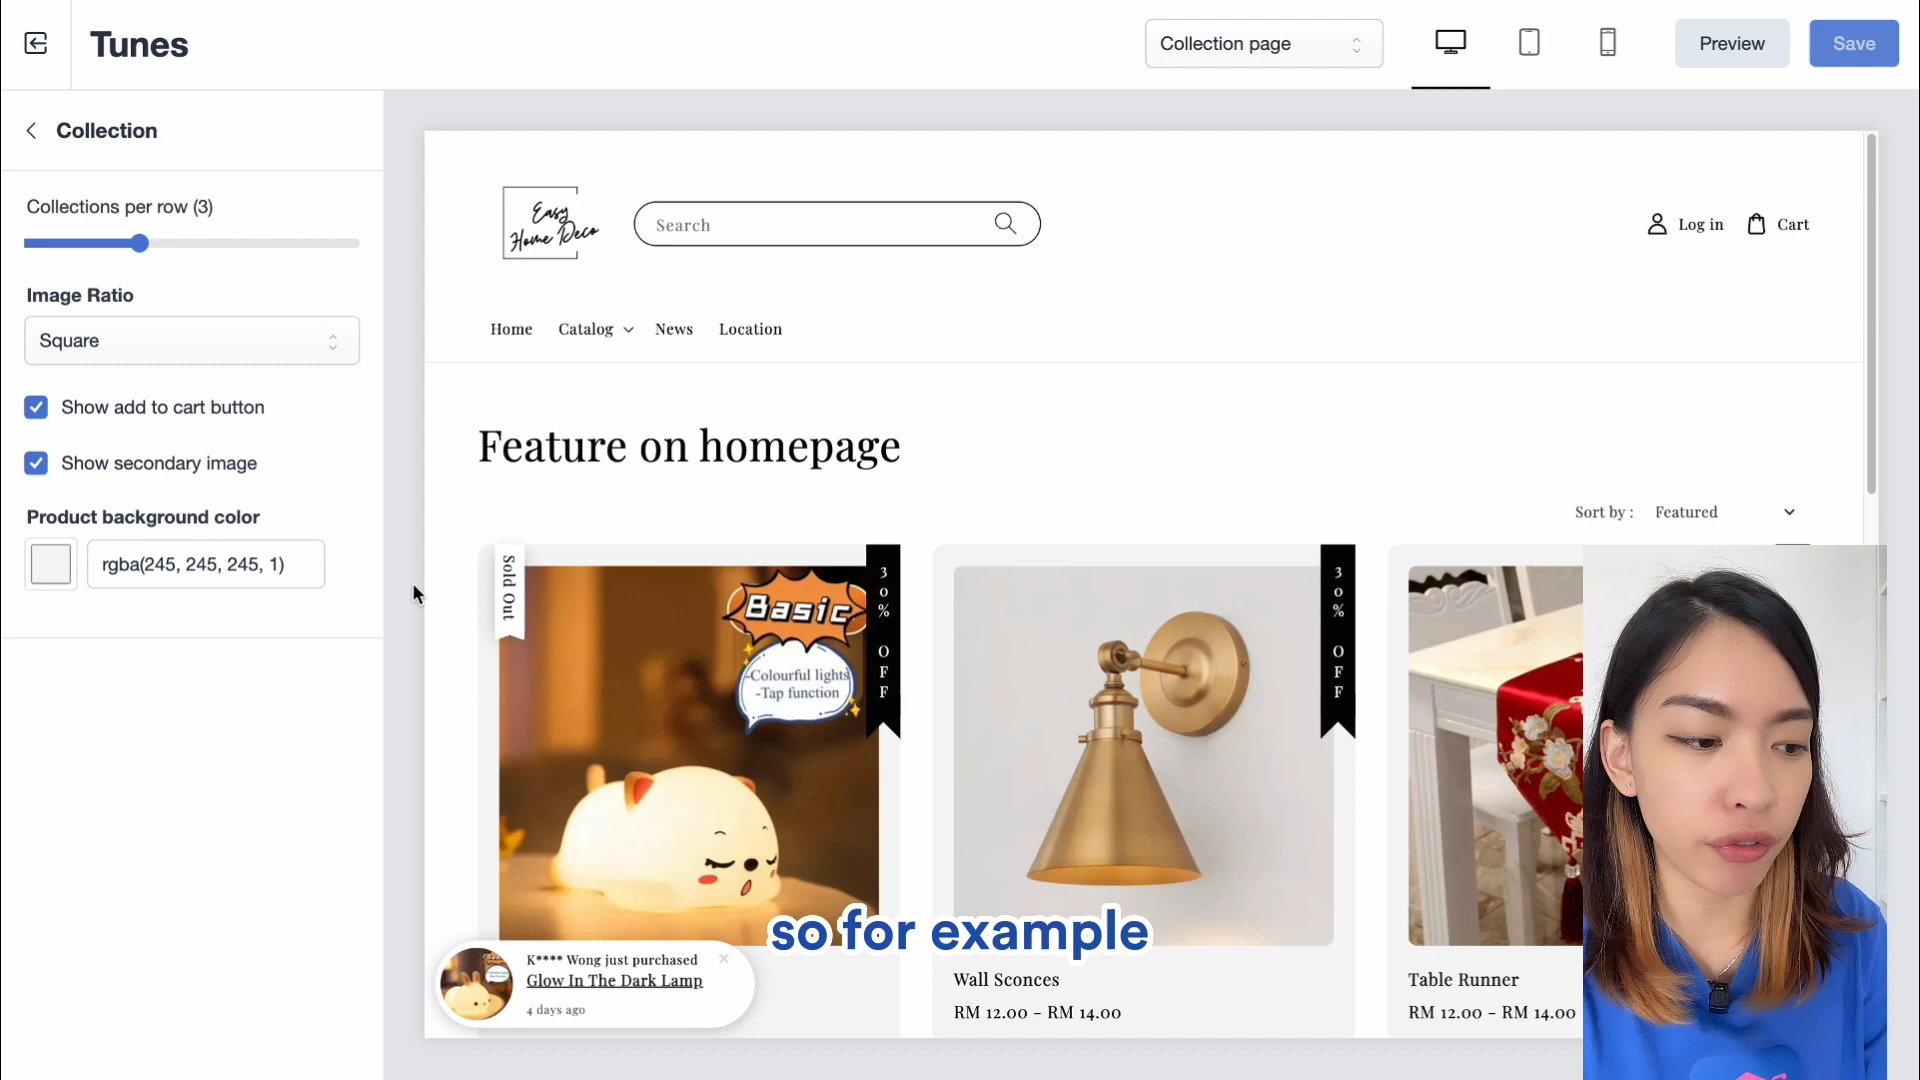 Tunes
Collection page
Preview
Save
Collection
Collections per row (3)
Image Ratio
Square
Show add to cart button
Show secondary image
Product background color
rgba(245, 245, 245, 1)
Easy
Home Deco
Search
Log in
Cart
Home
Catalog
News
Location
Feature on homepage
Sort by :
Featured
Sold Out
Basic
-Colourful lights
-Tap function
30% OFF
30% OFF
so for example
K**** Wong just purchased
Glow In The Dark Lamp
4 days ago
Wall Sconces
RM 12.00 - RM 14.00
Table Runner
RM 12.00 - RM 14.00